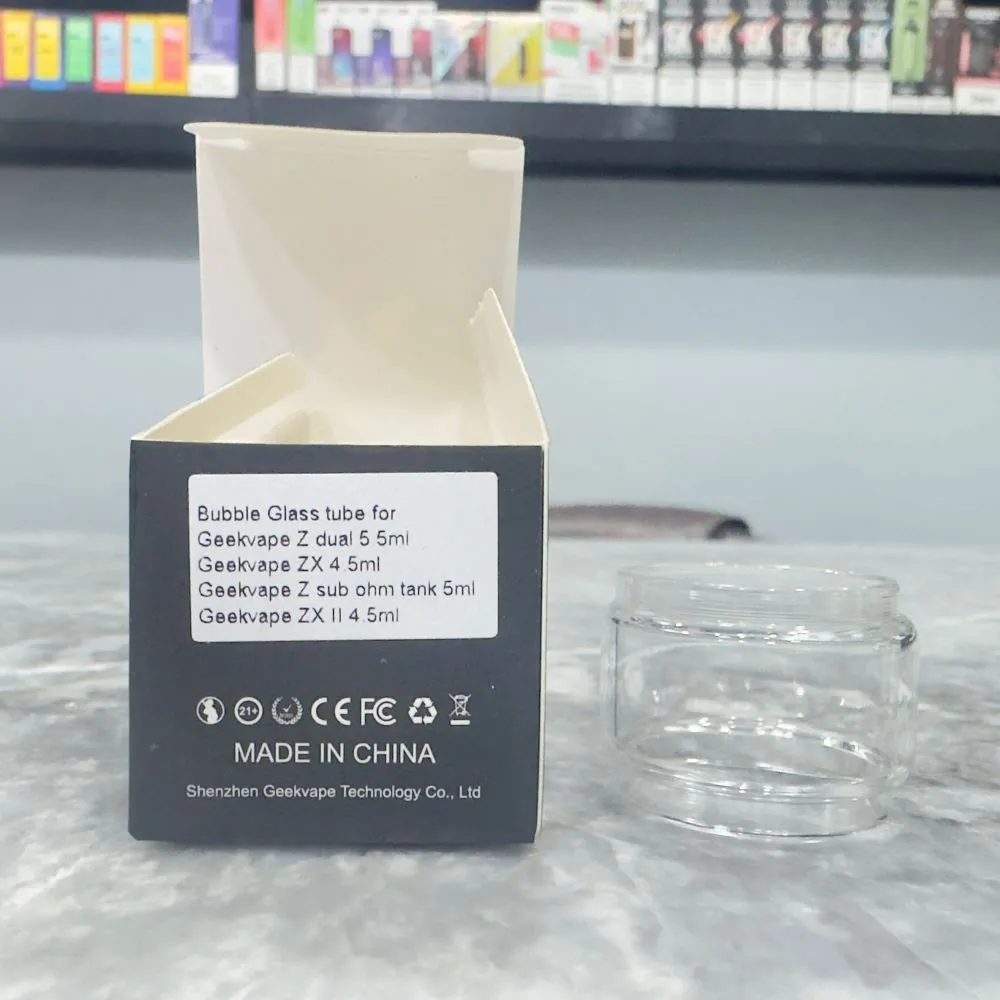 Bubble Glass tube for
Geekvape Z dual 5 5ml
Geekvape ZX 4 5ml
Geekvape Z sub ohm tank 5ml
Geekvape ZX II 4.5ml
21+
CE FC
MADE IN CHINA
Shenzhen Geekvape Technology Co., Ltd